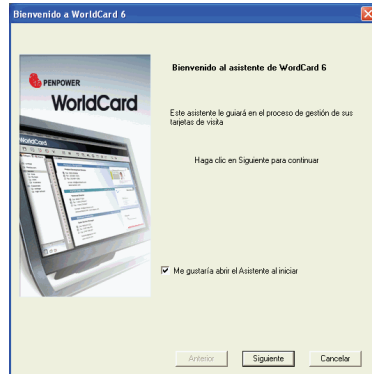 Bienvenido a WorldCard 6
PENPOWER
WorldCard
WorldCard
Bienvenido al asistente de WordCard 6
Este asistente le guiará en el proceso de gestión de sus
tarjetas de visita
Haga clic en Siguiente para continuar
Me gustaría abrir el Asistente al iniciar
Anterior
Siguiente
Cancelar